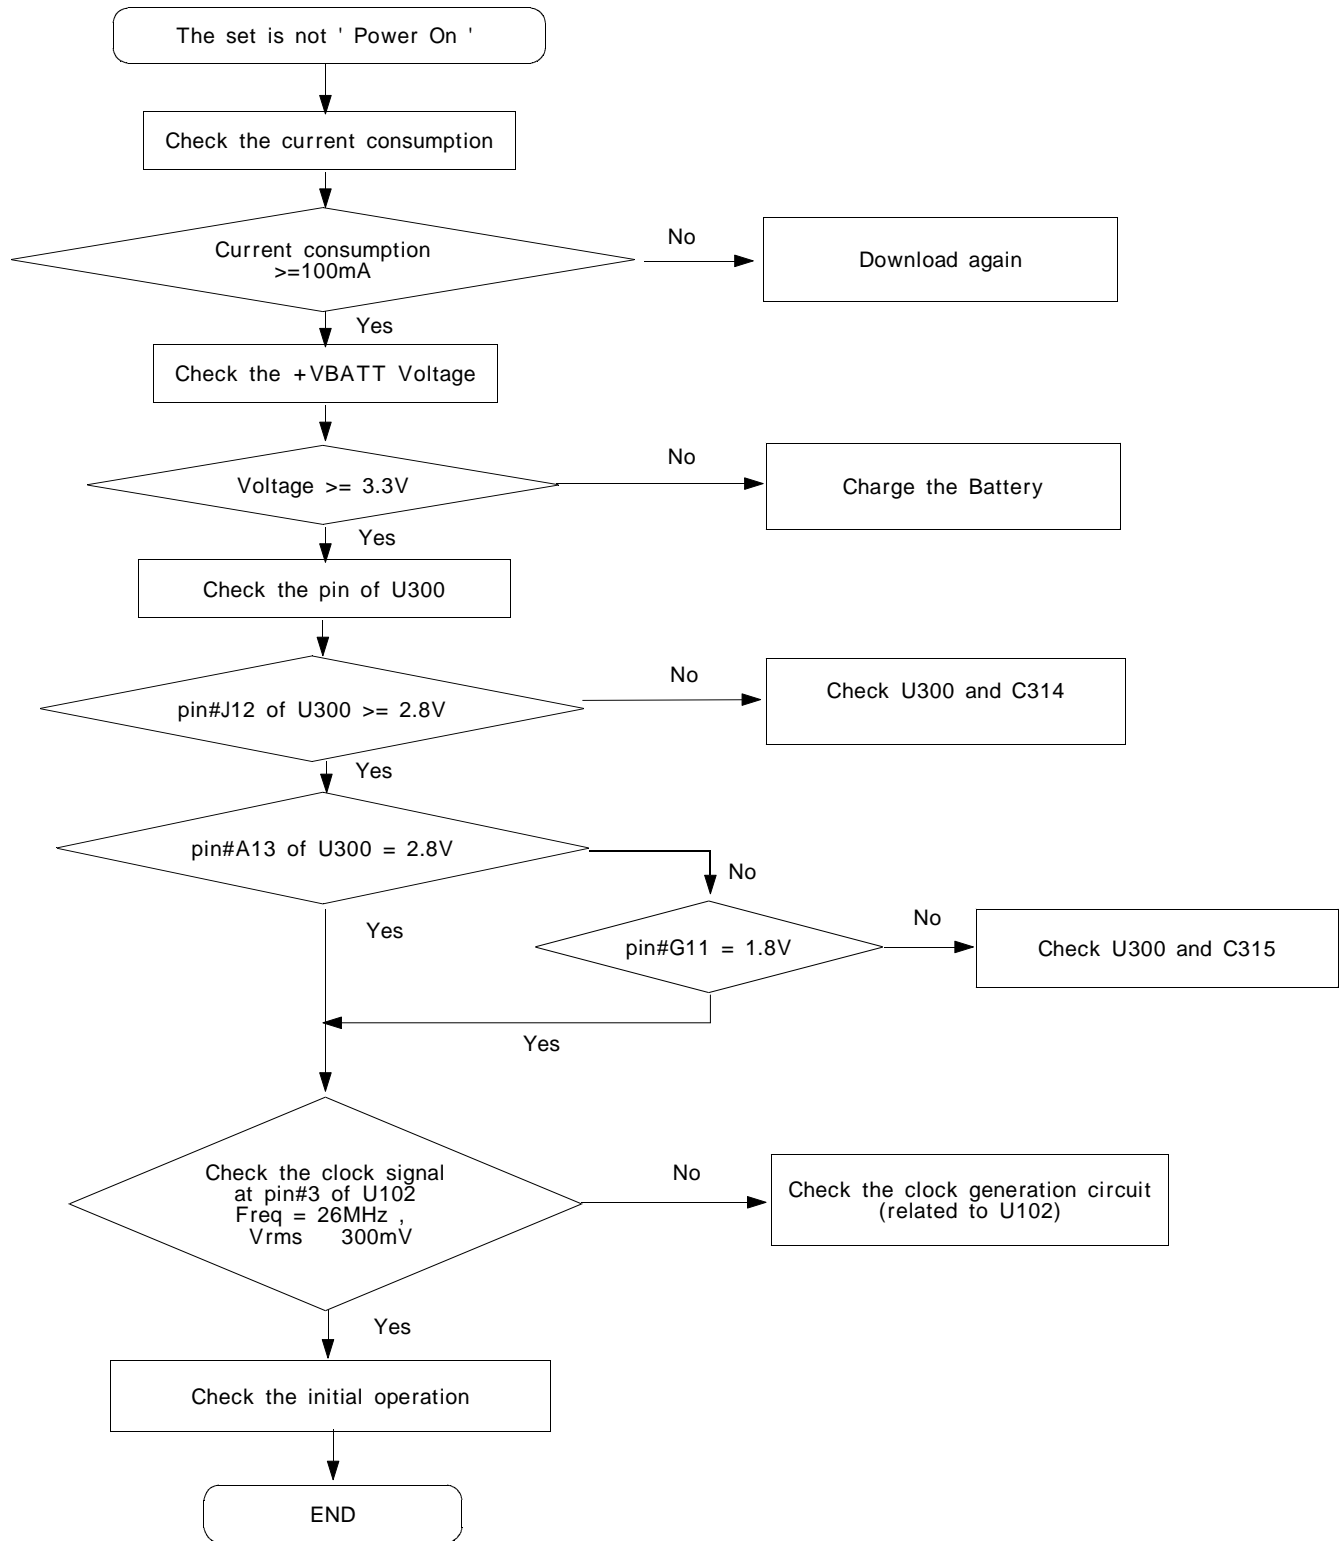 The set is not ' Power On '
Check the current consumption
Current consumption
>=100mA
No
Download again
Yes
Check the +VBATT Voltage
Voltage >= 3.3V
No
Charge the Battery
Yes
Check the pin of U300
pin#J12 of U300 >= 2.8V
No
Check U300 and C314
Yes
pin#A13 of U300 = 2.8V
No
Yes
pin#G11 = 1.8V
No
Check U300 and C315
Yes
Check the clock signal
at pin#3 of U102
Freq = 26MHz ,
Vrms 300mV
No
Check the clock generation circuit
(related to U102)
Yes
Check the initial operation
END